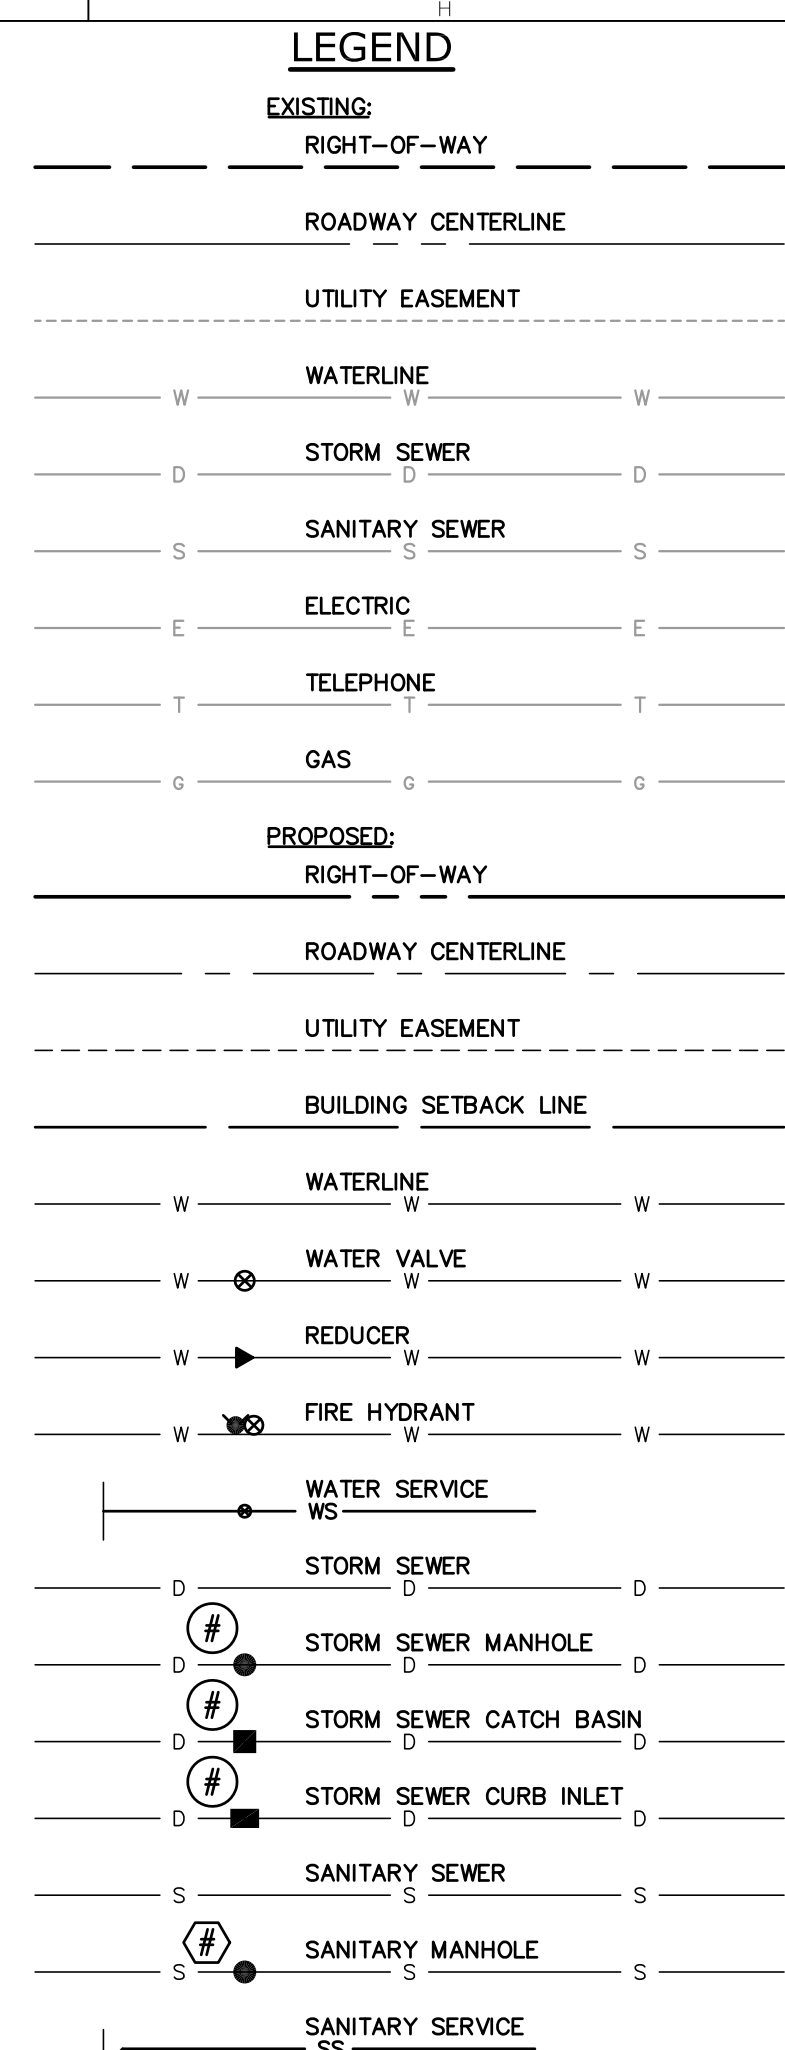 H
LEGEND
EXISTING:
RIGHT-OF-WAY
ROADWAY CENTERLINE
UTILITY EASEMENT
WATERLINE
W W W
STORM SEWER
D D D
SANITARY SEWER
S S S
ELECTRIC
E E E
TELEPHONE
T T T
GAS
G G G
PROPOSED:
RIGHT-OF-WAY
ROADWAY CENTERLINE
UTILITY EASEMENT
BUILDING SETBACK LINE
WATERLINE
W W W
WATER VALVE
W W W
REDUCER
W W W
FIRE HYDRANT
W W W
WATER SERVICE
WS
STORM SEWER
D D D
#
STORM SEWER MANHOLE
D D D
#
STORM SEWER CATCH BASIN
D D D
#
STORM SEWER CURB INLET
D D D
SANITARY SEWER
S S S
#
SANITARY MANHOLE
S S S
SANITARY SERVICE
SS